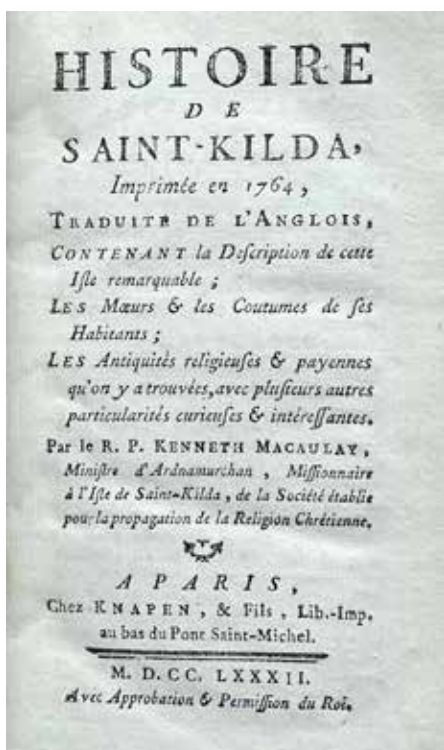 HISTOIRE
DE
SAINT-KILDA,
Imprimée en 1764,
TRADUITE DE L'ANGLOIS,
CONTENANT la Deſcription de cette
Iſle remarquable ;
LES Mœurs & les Coutumes de ſes
Habitants ;
LES Antiquités religieuſes & payennes
qu'on y a trouvées, avec pluſieurs autres
particularités curieuſes & intéreſſantes.
Par le R. P. KENNETH MACAULAY,
Miniſtre d'Ardnamurchan , Miſſionnaire
à l'Iſle de Saint-Kilda, de la Société établie
pour la propagation de la Religion Chrétienne.
A PARIS,
Chez KNAPEN, & Fils, Lib.-Imp.
au bas du Pont Saint-Michel.
M. D. CC. LXXXII.
Avec Approbation & Permiſſion du Roi.